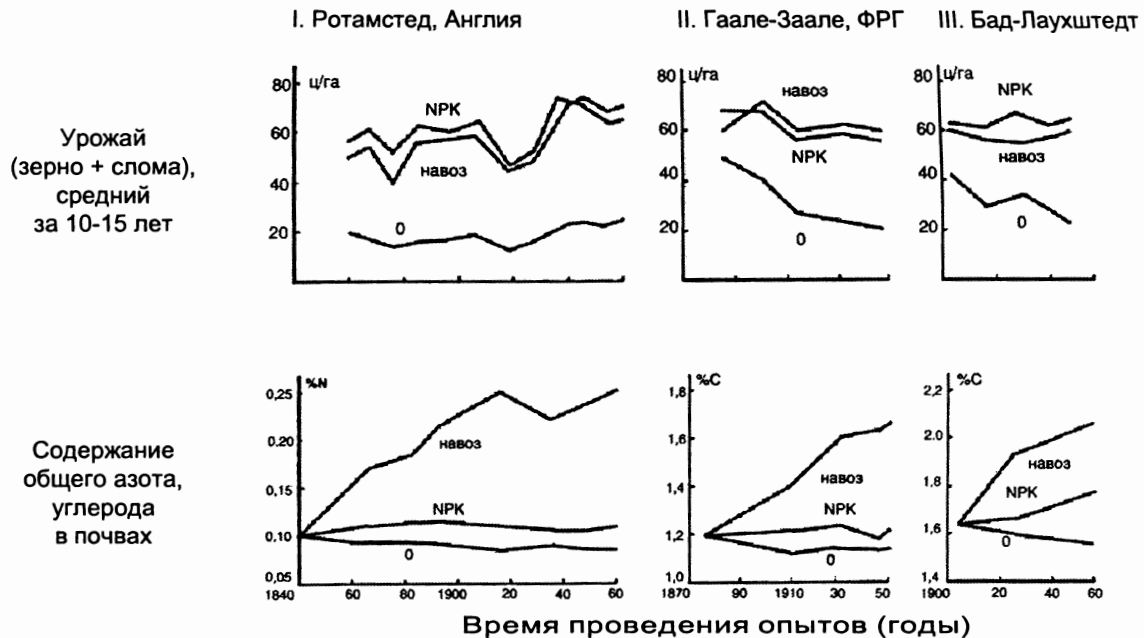 I. Ротамстед, Англия
II. Гаале-Заале, ФРГ
III. Бад-Лаухштедт
Урожай
(зерно + слома),
средний
за 10-15 лет
80
ц/га
60
40
20
NPK
навоз
0
80
ц/га
60
40
20
навоз
NPK
0
80
ц/га
60
40
20
NPK
навоз
0
Содержание
общего азота,
углерода
в почвах
%N
0,25
0,20
0,15
0,10
0,05
навоз
NPK
0
1840
60
80
1900
20
40
60
%C
1,8
1,6
1,4
1,2
1,0
навоз
NPK
0
1870
90
1910
30
50
%C
2,2
2,0
1,8
1,6
1,4
навоз
NPK
0
1900
20
40
60
Время проведения опытов (годы)